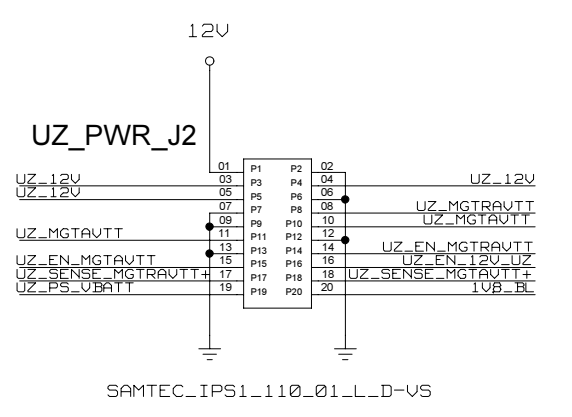 12V
UZ_PWR_J2
01 P1 P2 02
UZ_12V 03 P3 P4 04 UZ_12V
UZ_12V 05 P5 P6 06
07 P7 P8 08 UZ_MGTRAVTT
09 P9 P10 10 UZ_MGTAVTT
UZ_MGTAVTT 11 P11 P12 12
13 P13 P14 14 UZ_EN_MGTRAVTT
UZ_EN_MGTAVTT 15 P15 P16 16 UZ_EN_12V_UZ
UZ_SENSE_MGTRAVTT+ 17 P17 P18 18 UZ_SENSE_MGTAVTT+
UZ_PS_VBATT 19 P19 P20 20 1V8_BL
SAMTEC_IPS1_110_01_L_D-VS